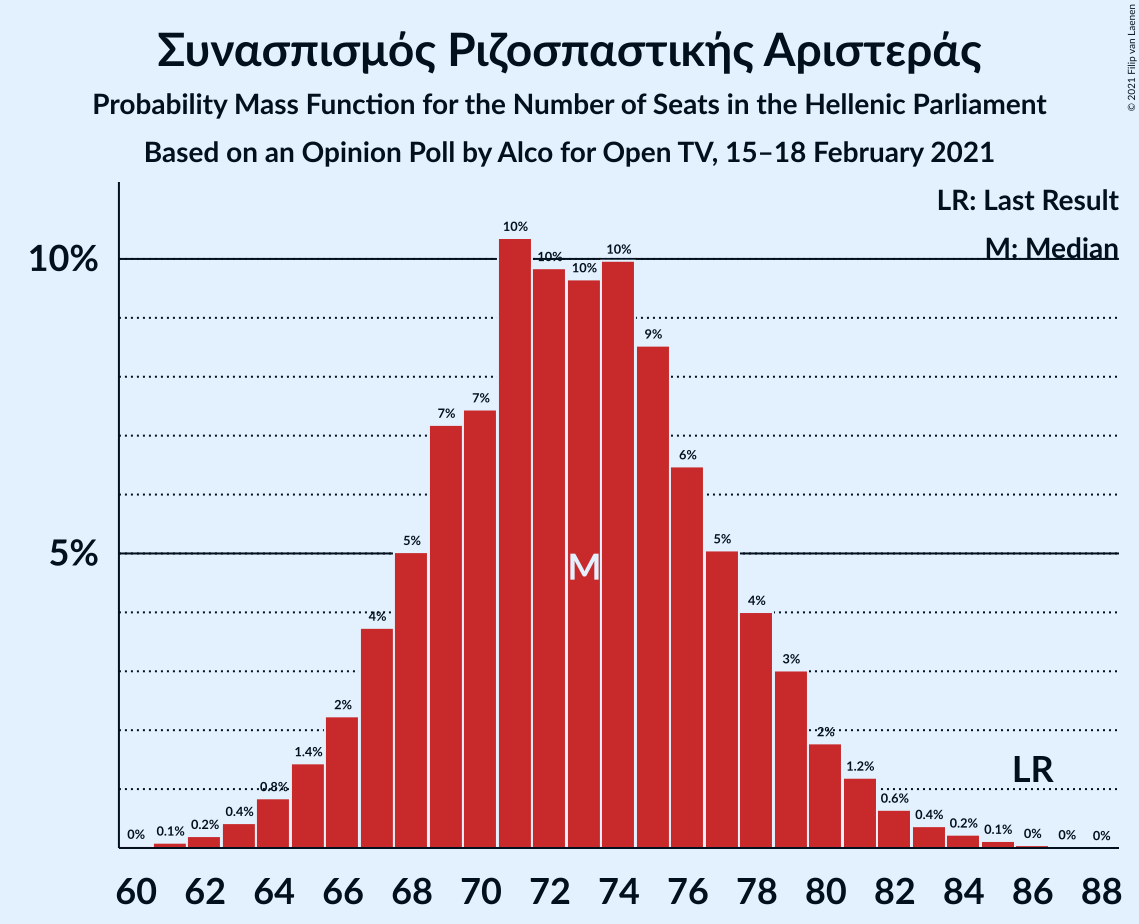 Συνασπισμός Ριζοσπαστικής Αριστεράς
Probability Mass Function for the Number of Seats in the Hellenic Parliament
Based on an Opinion Poll by Alco for Open TV, 15–18 February 2021
© 2021 Filip van Laenen
LR: Last Result
M: Median
10%
5%
0% 0.1% 0.2% 0.4% 0.8% 1.4% 2% 4% 5% 7% 7% 10% 10% 10% 10% 9% 6% 5% 4% 3% 2% 1.2% 0.6% 0.4% 0.2% 0.1% 0% 0% 0%
M
LR
60 62 64 66 68 70 72 74 76 78 80 82 84 86 88